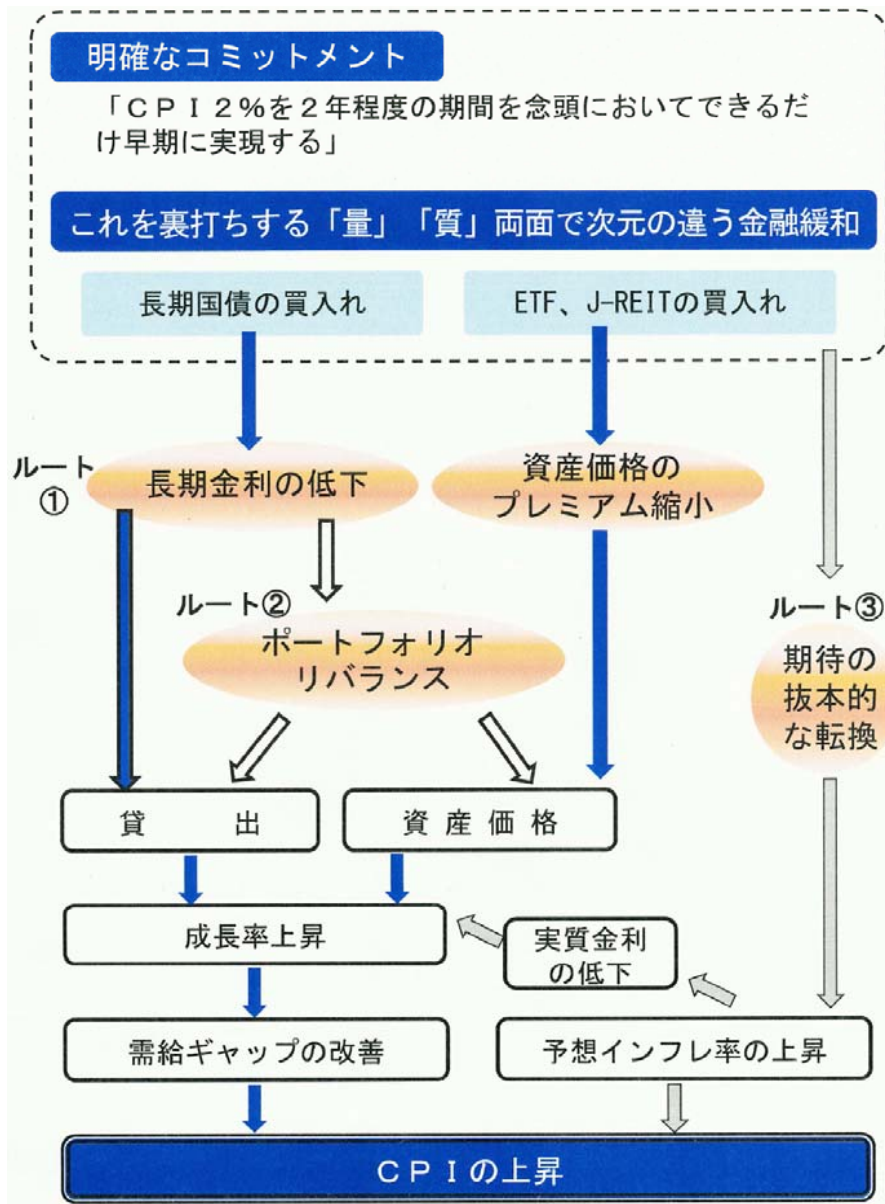 明確なコミットメント
「ＣＰＩ２％を２年程度の期間を念頭においてできるだ
け早期に実現する」
これを裏打ちする「量」「質」両面で次元の違う金融緩和
長期国債の買入れ
ETF、J-REITの買入れ
ルート
①
長期金利の低下
資産価格の
プレミアム縮小
ルート②
ポートフォリオ
リバランス
ルート③
期待の
抜本的
な転換
貸　　出
資 産 価 格
成長率上昇
実質金利
の低下
需給ギャップの改善
予想インフレ率の上昇
ＣＰＩの上昇